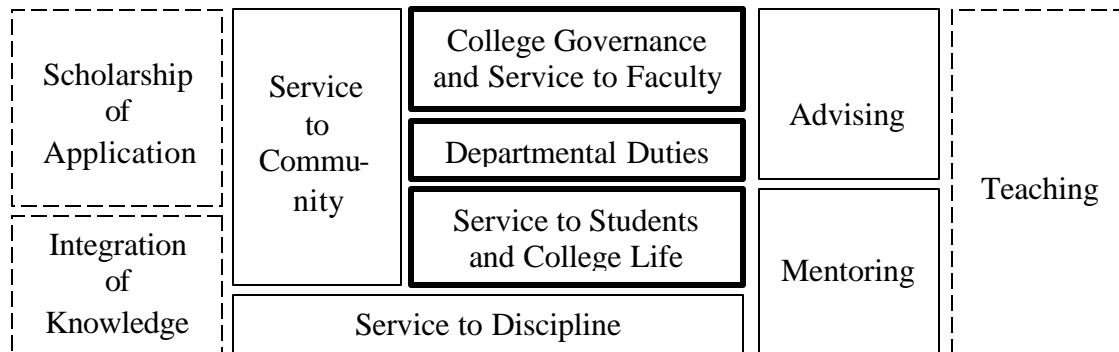 Scholarship
of
Application
Integration
of
Knowledge
Service
to
Commu-
nity
College Governance
and Service to Faculty
Departmental Duties
Service to Students
and College Life
Service to Discipline
Advising
Mentoring
Teaching